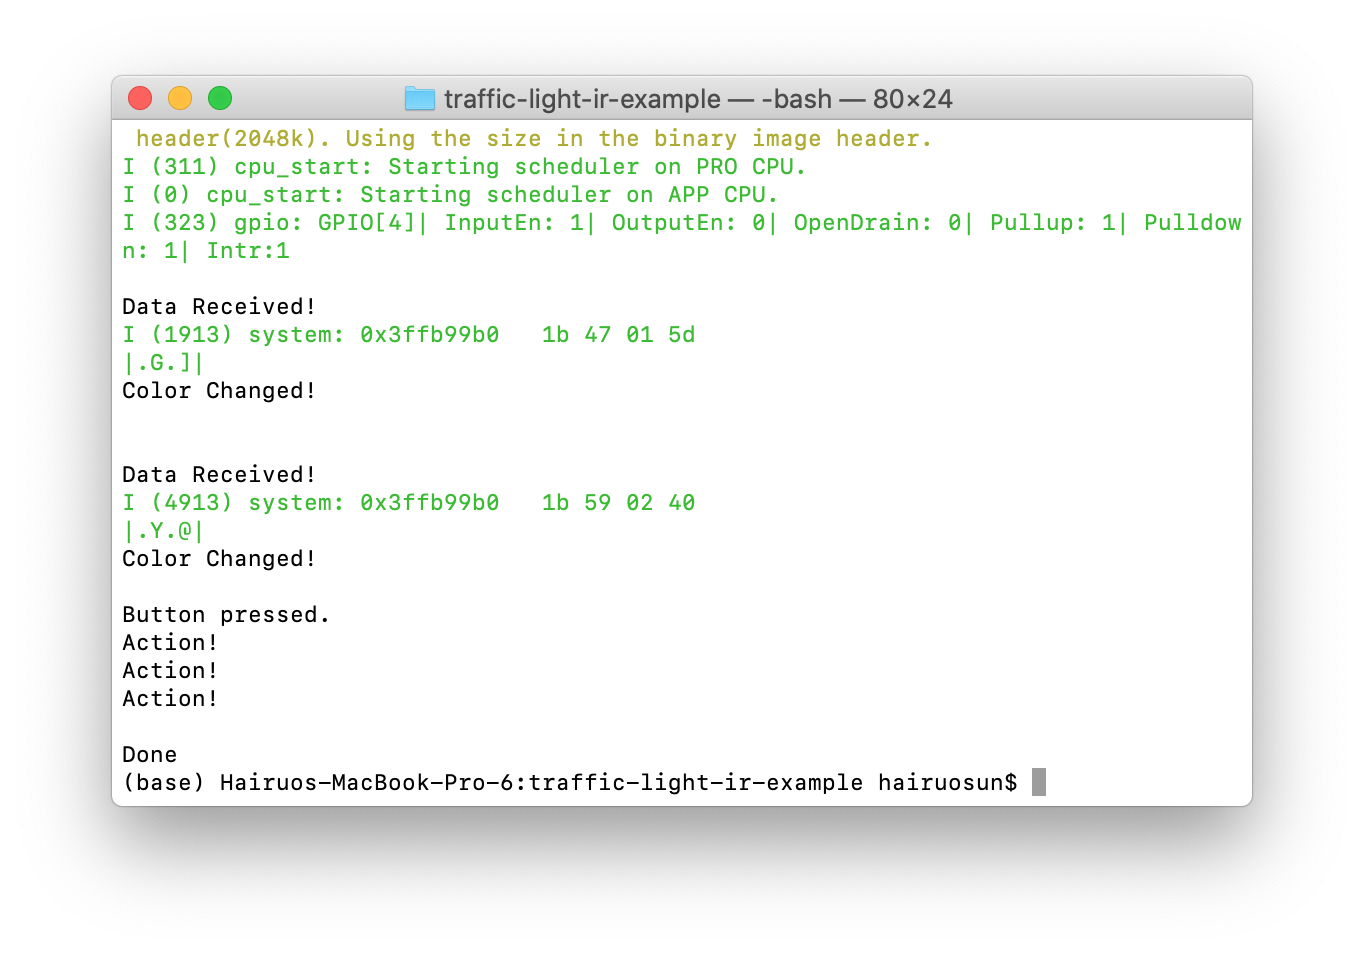 traffic-light-ir-example — -bash — 80×24
header(2048k). Using the size in the binary image header.
I (311) cpu_start: Starting scheduler on PRO CPU.
I (0) cpu_start: Starting scheduler on APP CPU.
I (323) gpio: GPIO[4]| InputEn: 1| OutputEn: 0| OpenDrain: 0| Pullup: 1| Pulldow
n: 1| Intr:1
Data Received!
I (1913) system: 0x3ffb99b0   1b 47 01 5d
|.G.]|
Color Changed!
Data Received!
I (4913) system: 0x3ffb99b0   1b 59 02 40
|.Y.@|
Color Changed!
Button pressed.
Action!
Action!
Action!
Done
(base) Hairuos-MacBook-Pro-6:traffic-light-ir-example hairuosun$